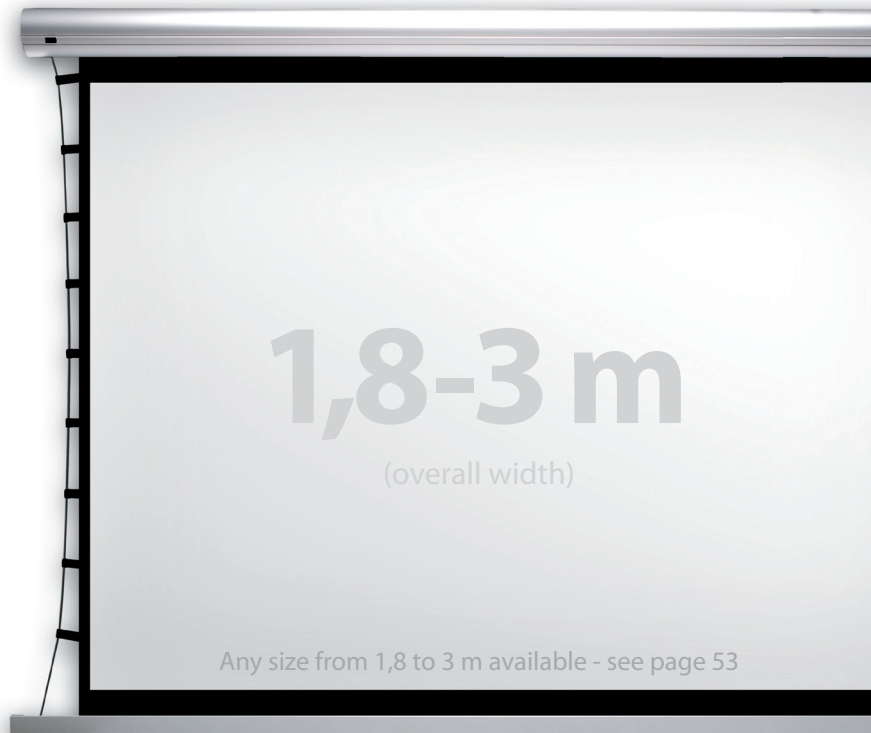 1,8-3 m
(overall width)
Any size from 1,8 to 3 m available - see page 53